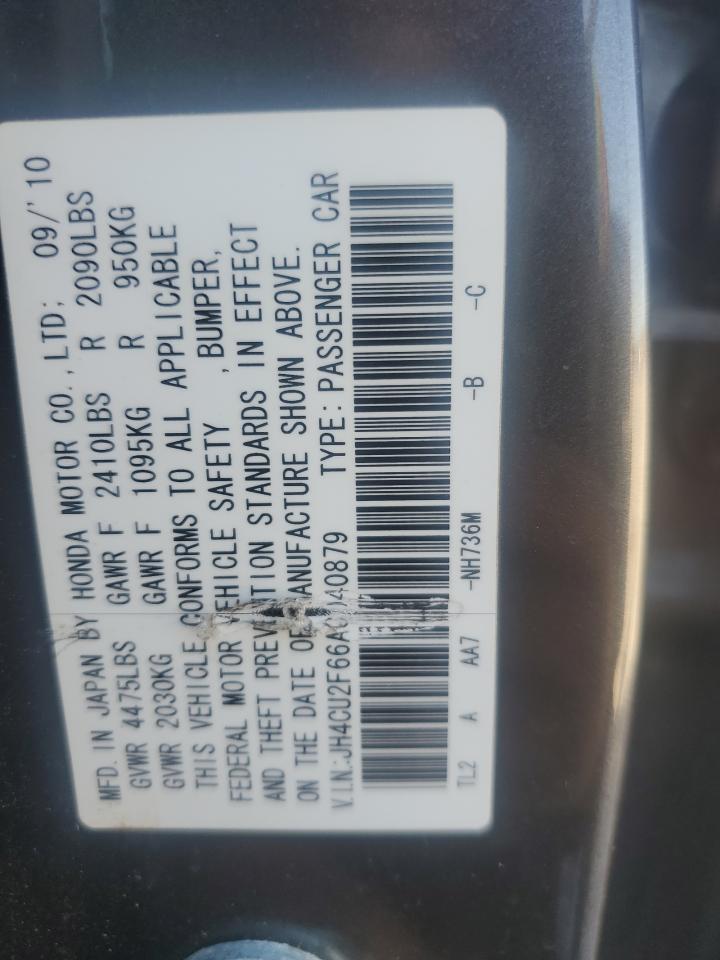 MFD. IN JAPAN BY HONDA MOTOR CO., LTD; 09/'10
GVWR 4475LBS GAWR F 2410LBS R 2090LBS
GVWR 2030KG GAWR F 1095KG R 950KG
THIS VEHICLE CONFORMS TO ALL APPLICABLE
FEDERAL MOTOR VEHICLE SAFETY , BUMPER,
AND THEFT PREVENTION STANDARDS IN EFFECT
ON THE DATE OF MANUFACTURE SHOWN ABOVE.
V.I.N.: TYPE: PASSENGER CAR
TL2 A AA7 -NH736M -B -C